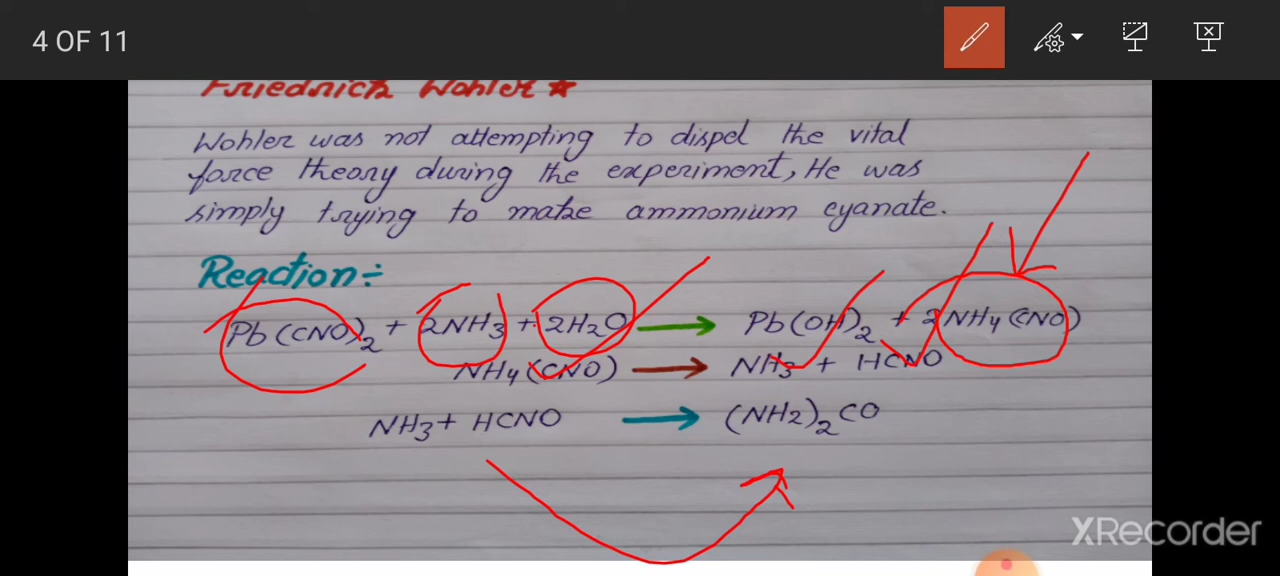 4 OF 11
Friedrich Wohler ★
Wohler was not attempting to dispel the vital
force theory during the experiment, He was
simply trying to make ammonium cyanate.
Reaction ÷
Pb(CNO)₂ + 2NH₃ + 2H₂O → Pb(OH)₂ + 2NH₄(CNO)
NH₄(CNO) → NH₃ + HCNO
NH₃ + HCNO → (NH₂)₂CO
XRecorder